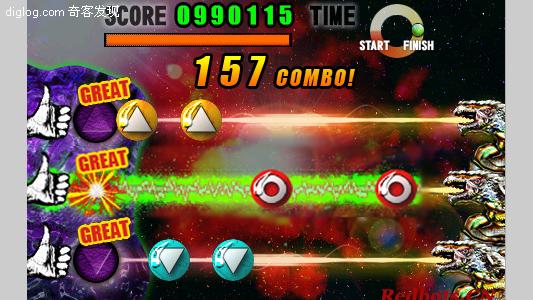 diglog.com 奇客发现
SCORE 0990115 TIME
START FINISH
157 COMBO!
GREAT
GREAT
GREAT